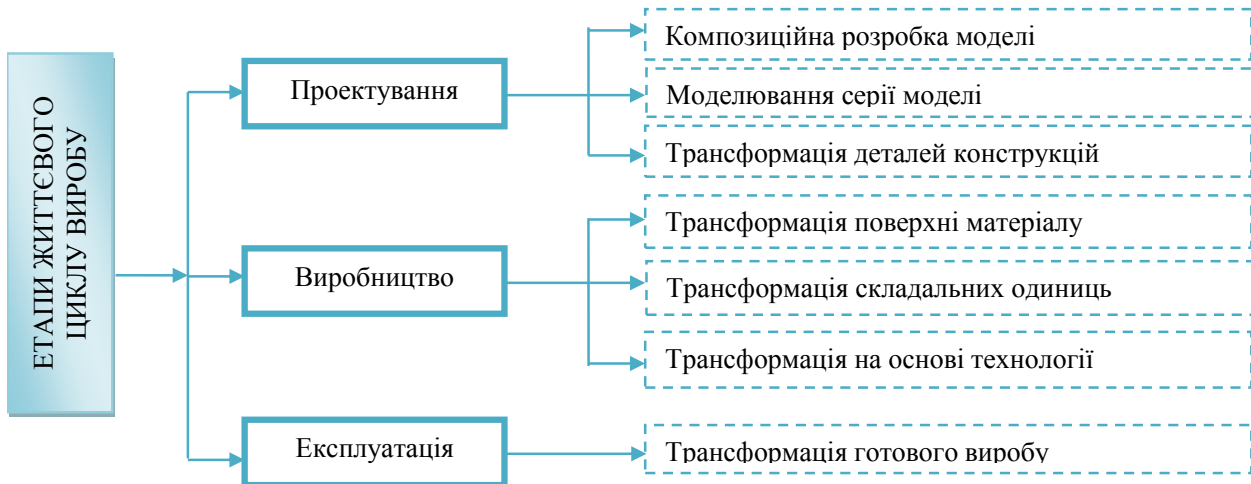 ЕТАПИ ЖИТТЄВОГО
ЦИКЛУ ВИРОБУ
Проектування
Композиційна розробка моделі
Моделювання серії моделі
Трансформація деталей конструкцій
Виробництво
Трансформація поверхні матеріалу
Трансформація складальних одиниць
Трансформація на основі технології
Експлуатація
Трансформація готового виробу